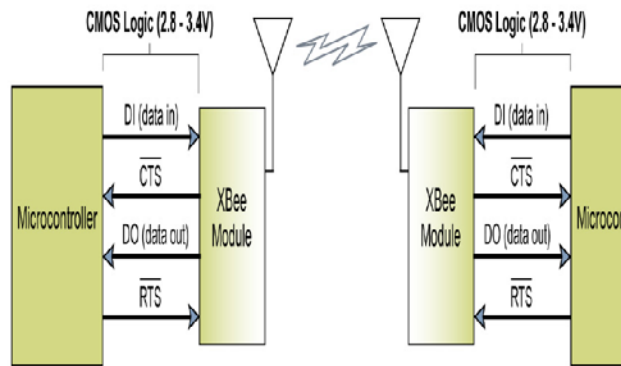 CMOS Logic (2.8 - 3.4V)
CMOS Logic (2.8 - 3.4V)
DI (data in)
CTS
DO (data out)
RTS
Microcontroller
XBee
Module
XBee
Module
DI (data in)
CTS
DO (data out)
RTS
Microcon